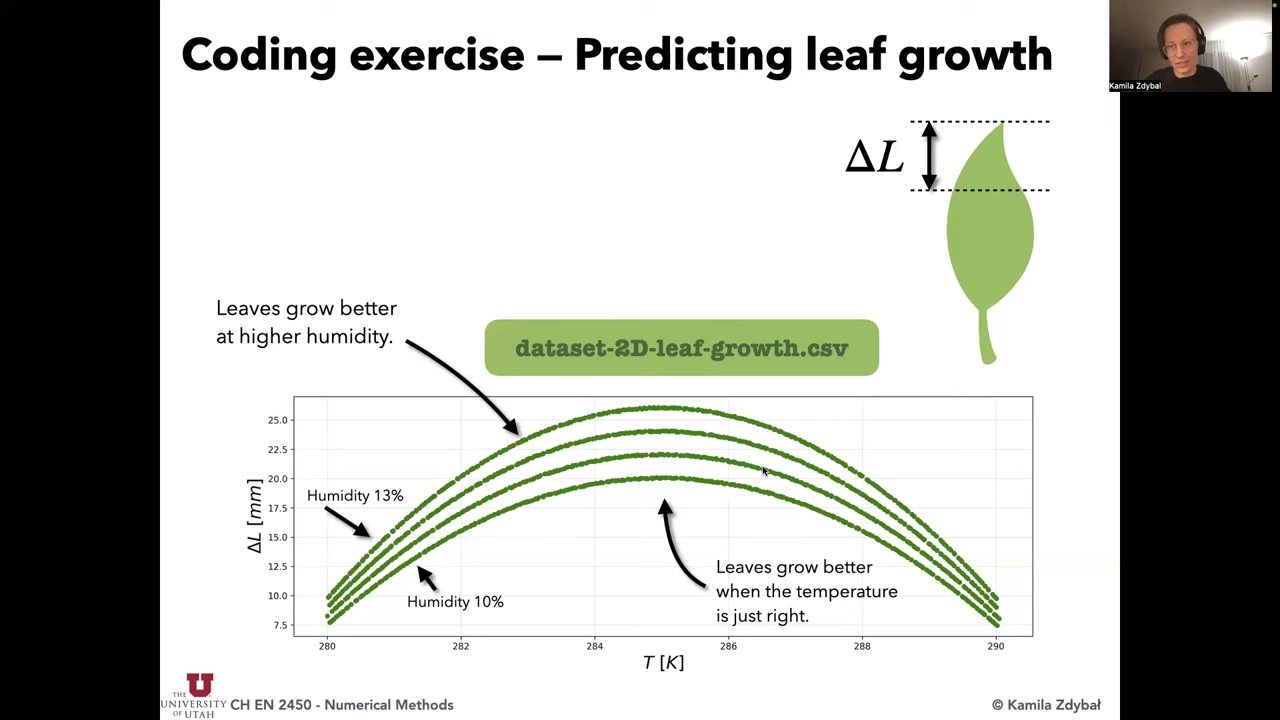 Coding exercise – Predicting leaf growth
Kamila Zdybal
ΔL
Leaves grow better
at higher humidity.
dataset-2D-leaf-growth.csv
25.0
22.5
20.0
17.5
15.0
12.5
10.0
7.5
ΔL [mm]
Humidity 13%
Humidity 10%
Leaves grow better
when the temperature
is just right.
280 282 284 286 288 290
T [K]
U
THE
UNIVERSITY
OF UTAH
CH EN 2450 - Numerical Methods
© Kamila Zdybał